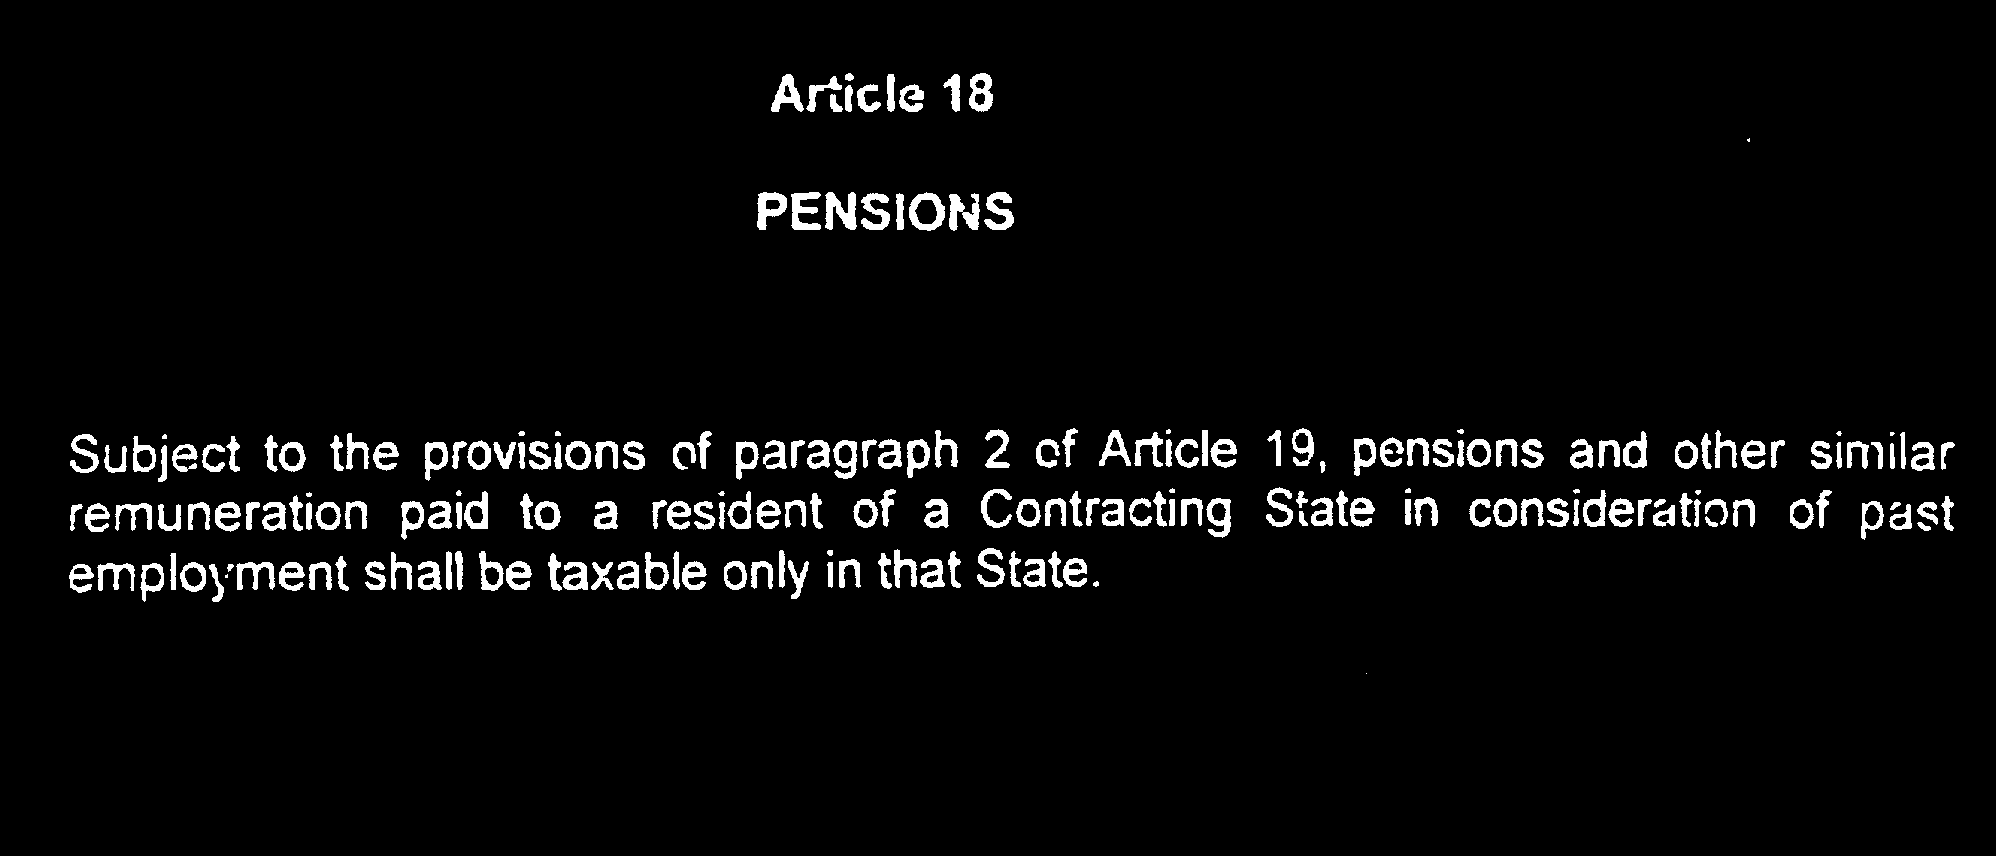 Article 18
PENSIONS
Subject to the provisions of paragraph 2 of Article 19, pensions and other similar
remuneration paid to a resident of a Contracting State in consideration of past
employment shall be taxable only in that State.